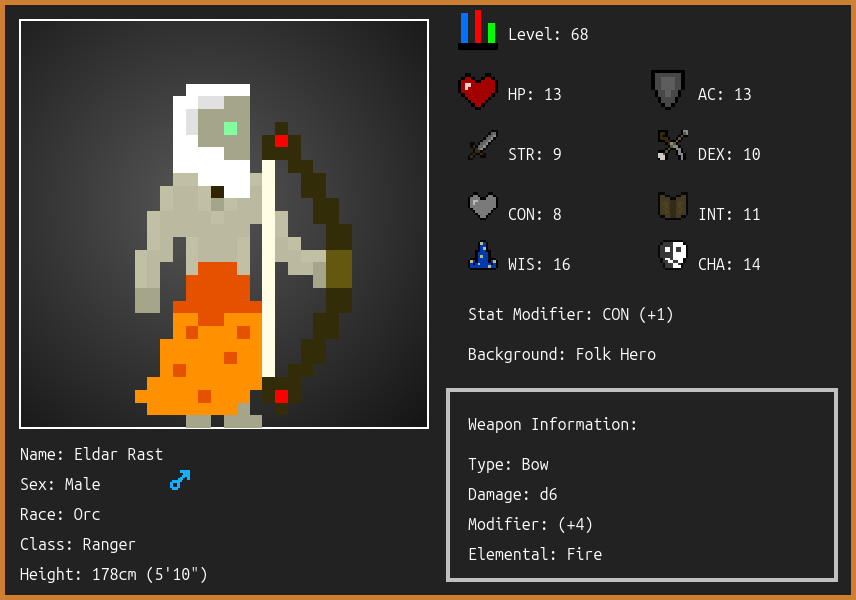 Level: 68
HP: 13
AC: 13
STR: 9
DEX: 10
CON: 8
INT: 11
WIS: 16
CHA: 14
Stat Modifier: CON (+1)
Background: Folk Hero
Weapon Information:
Type: Bow
Damage: d6
Modifier: (+4)
Elemental: Fire
Name: Eldar Rast
Sex: Male
Race: Orc
Class: Ranger
Height: 178cm (5'10")